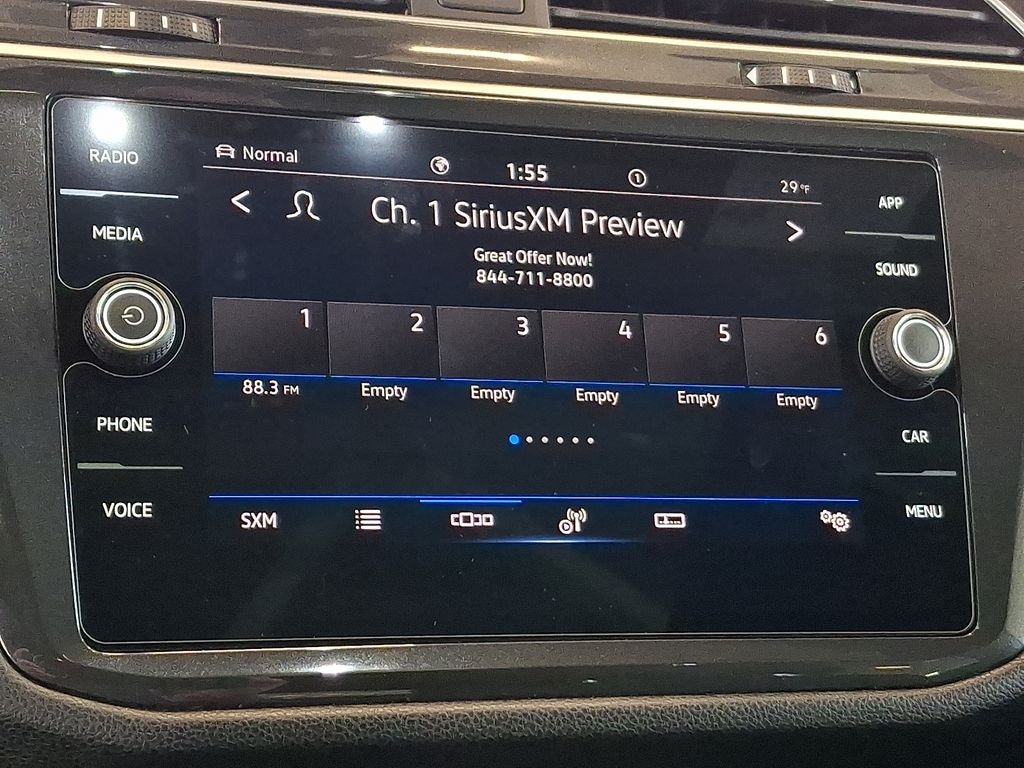 RADIO
MEDIA
PHONE
VOICE
Normal
1:55
1
29°F
Ch. 1 SiriusXM Preview
Great Offer Now!
844-711-8800
1 2 3 4 5 6
88.3 FM Empty Empty Empty Empty Empty
SXM
APP
SOUND
CAR
MENU